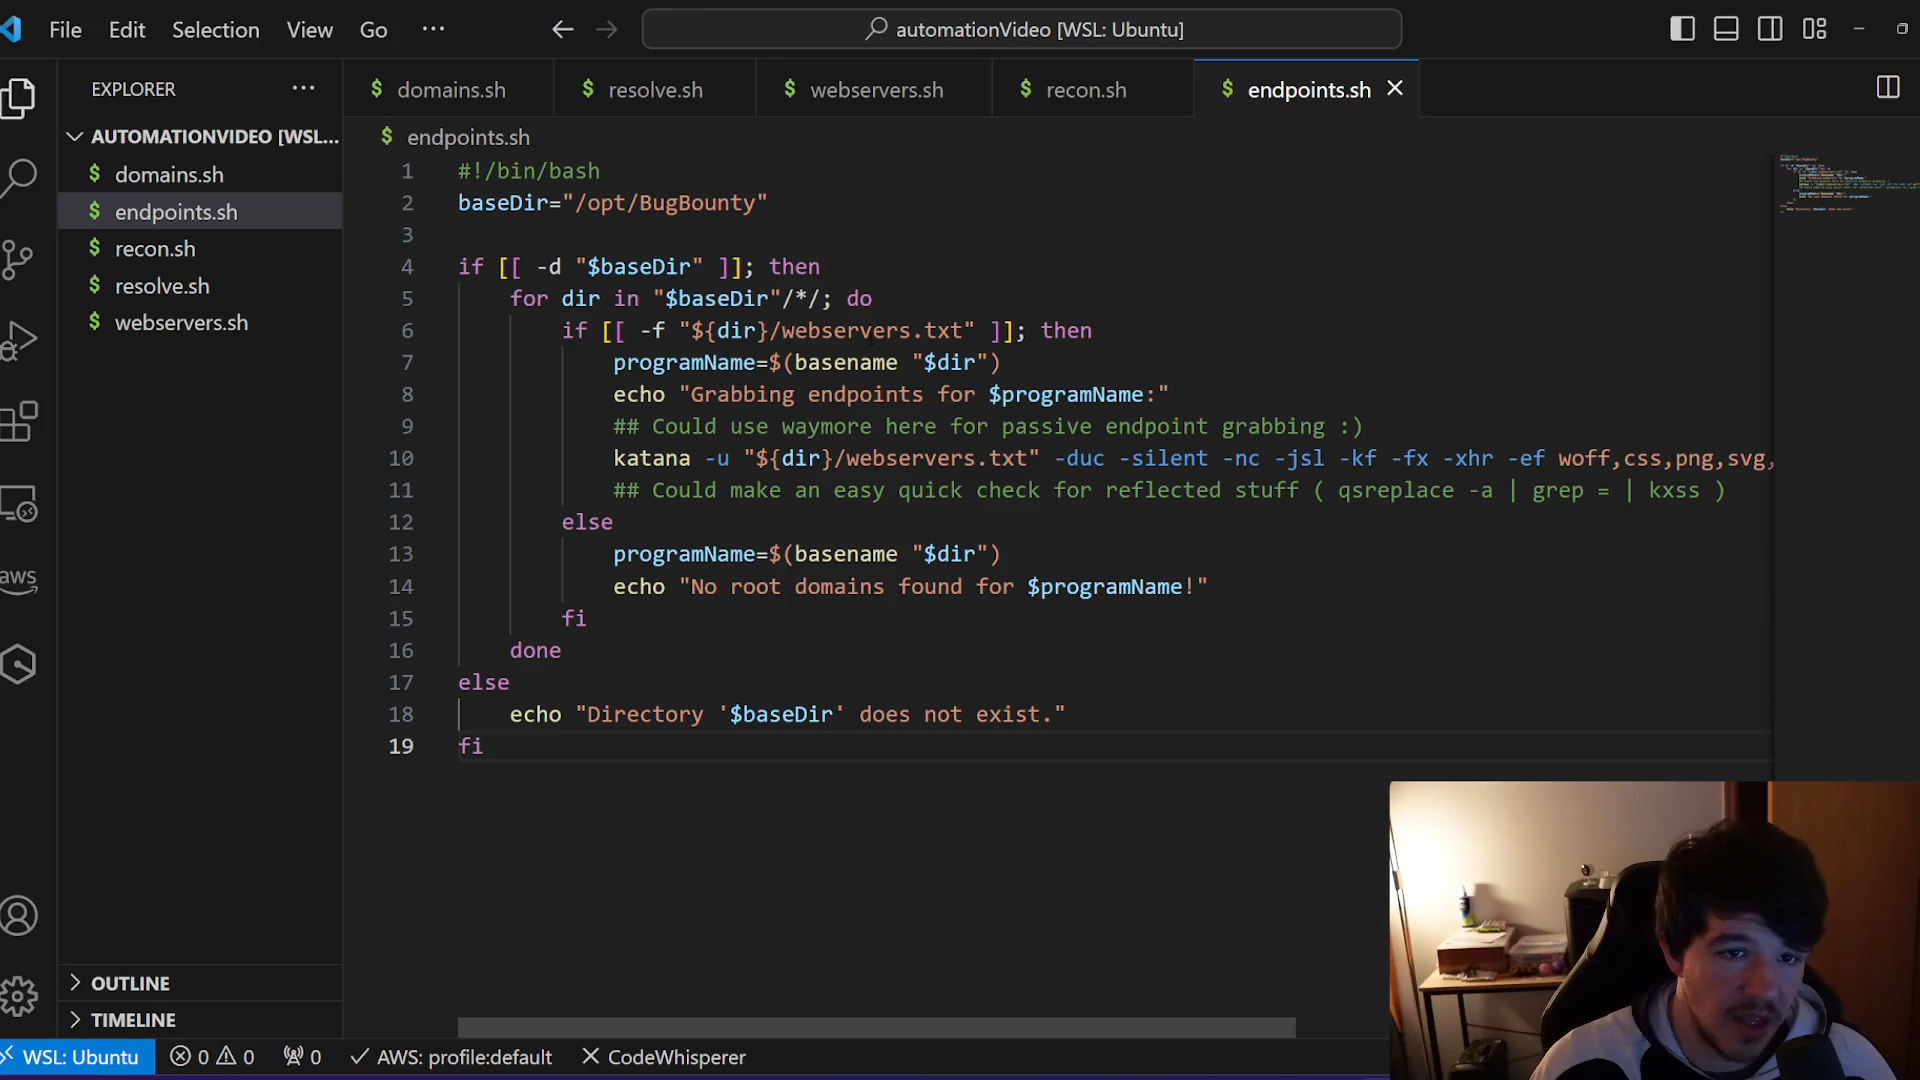 File Edit Selection View Go ...
automationVideo [WSL: Ubuntu]
EXPLORER ...
AUTOMATIONVIDEO [WSL...
domains.sh
endpoints.sh
recon.sh
resolve.sh
webservers.sh
OUTLINE
TIMELINE
aws
$ domains.sh $ resolve.sh $ webservers.sh $ recon.sh $ endpoints.sh
$ endpoints.sh
1 #!/bin/bash
2 baseDir="/opt/BugBounty"
3
4 if [[ -d "$baseDir" ]]; then
5 for dir in "$baseDir"/*/; do
6 if [[ -f "${dir}/webservers.txt" ]]; then
7 programName=$(basename "$dir")
8 echo "Grabbing endpoints for $programName:"
9 ## Could use waymore here for passive endpoint grabbing :)
10 katana -u "${dir}/webservers.txt" -duc -silent -nc -jsl -kf -fx -xhr -ef woff,css,png,svg,
11 ## Could make an easy quick check for reflected stuff ( qsreplace -a | grep = | kxss )
12 else
13 programName=$(basename "$dir")
14 echo "No root domains found for $programName!"
15 fi
16 done
17 else
18 echo "Directory '$baseDir' does not exist."
19 fi
WSL: Ubuntu 0 0 0 AWS: profile:default CodeWhisperer